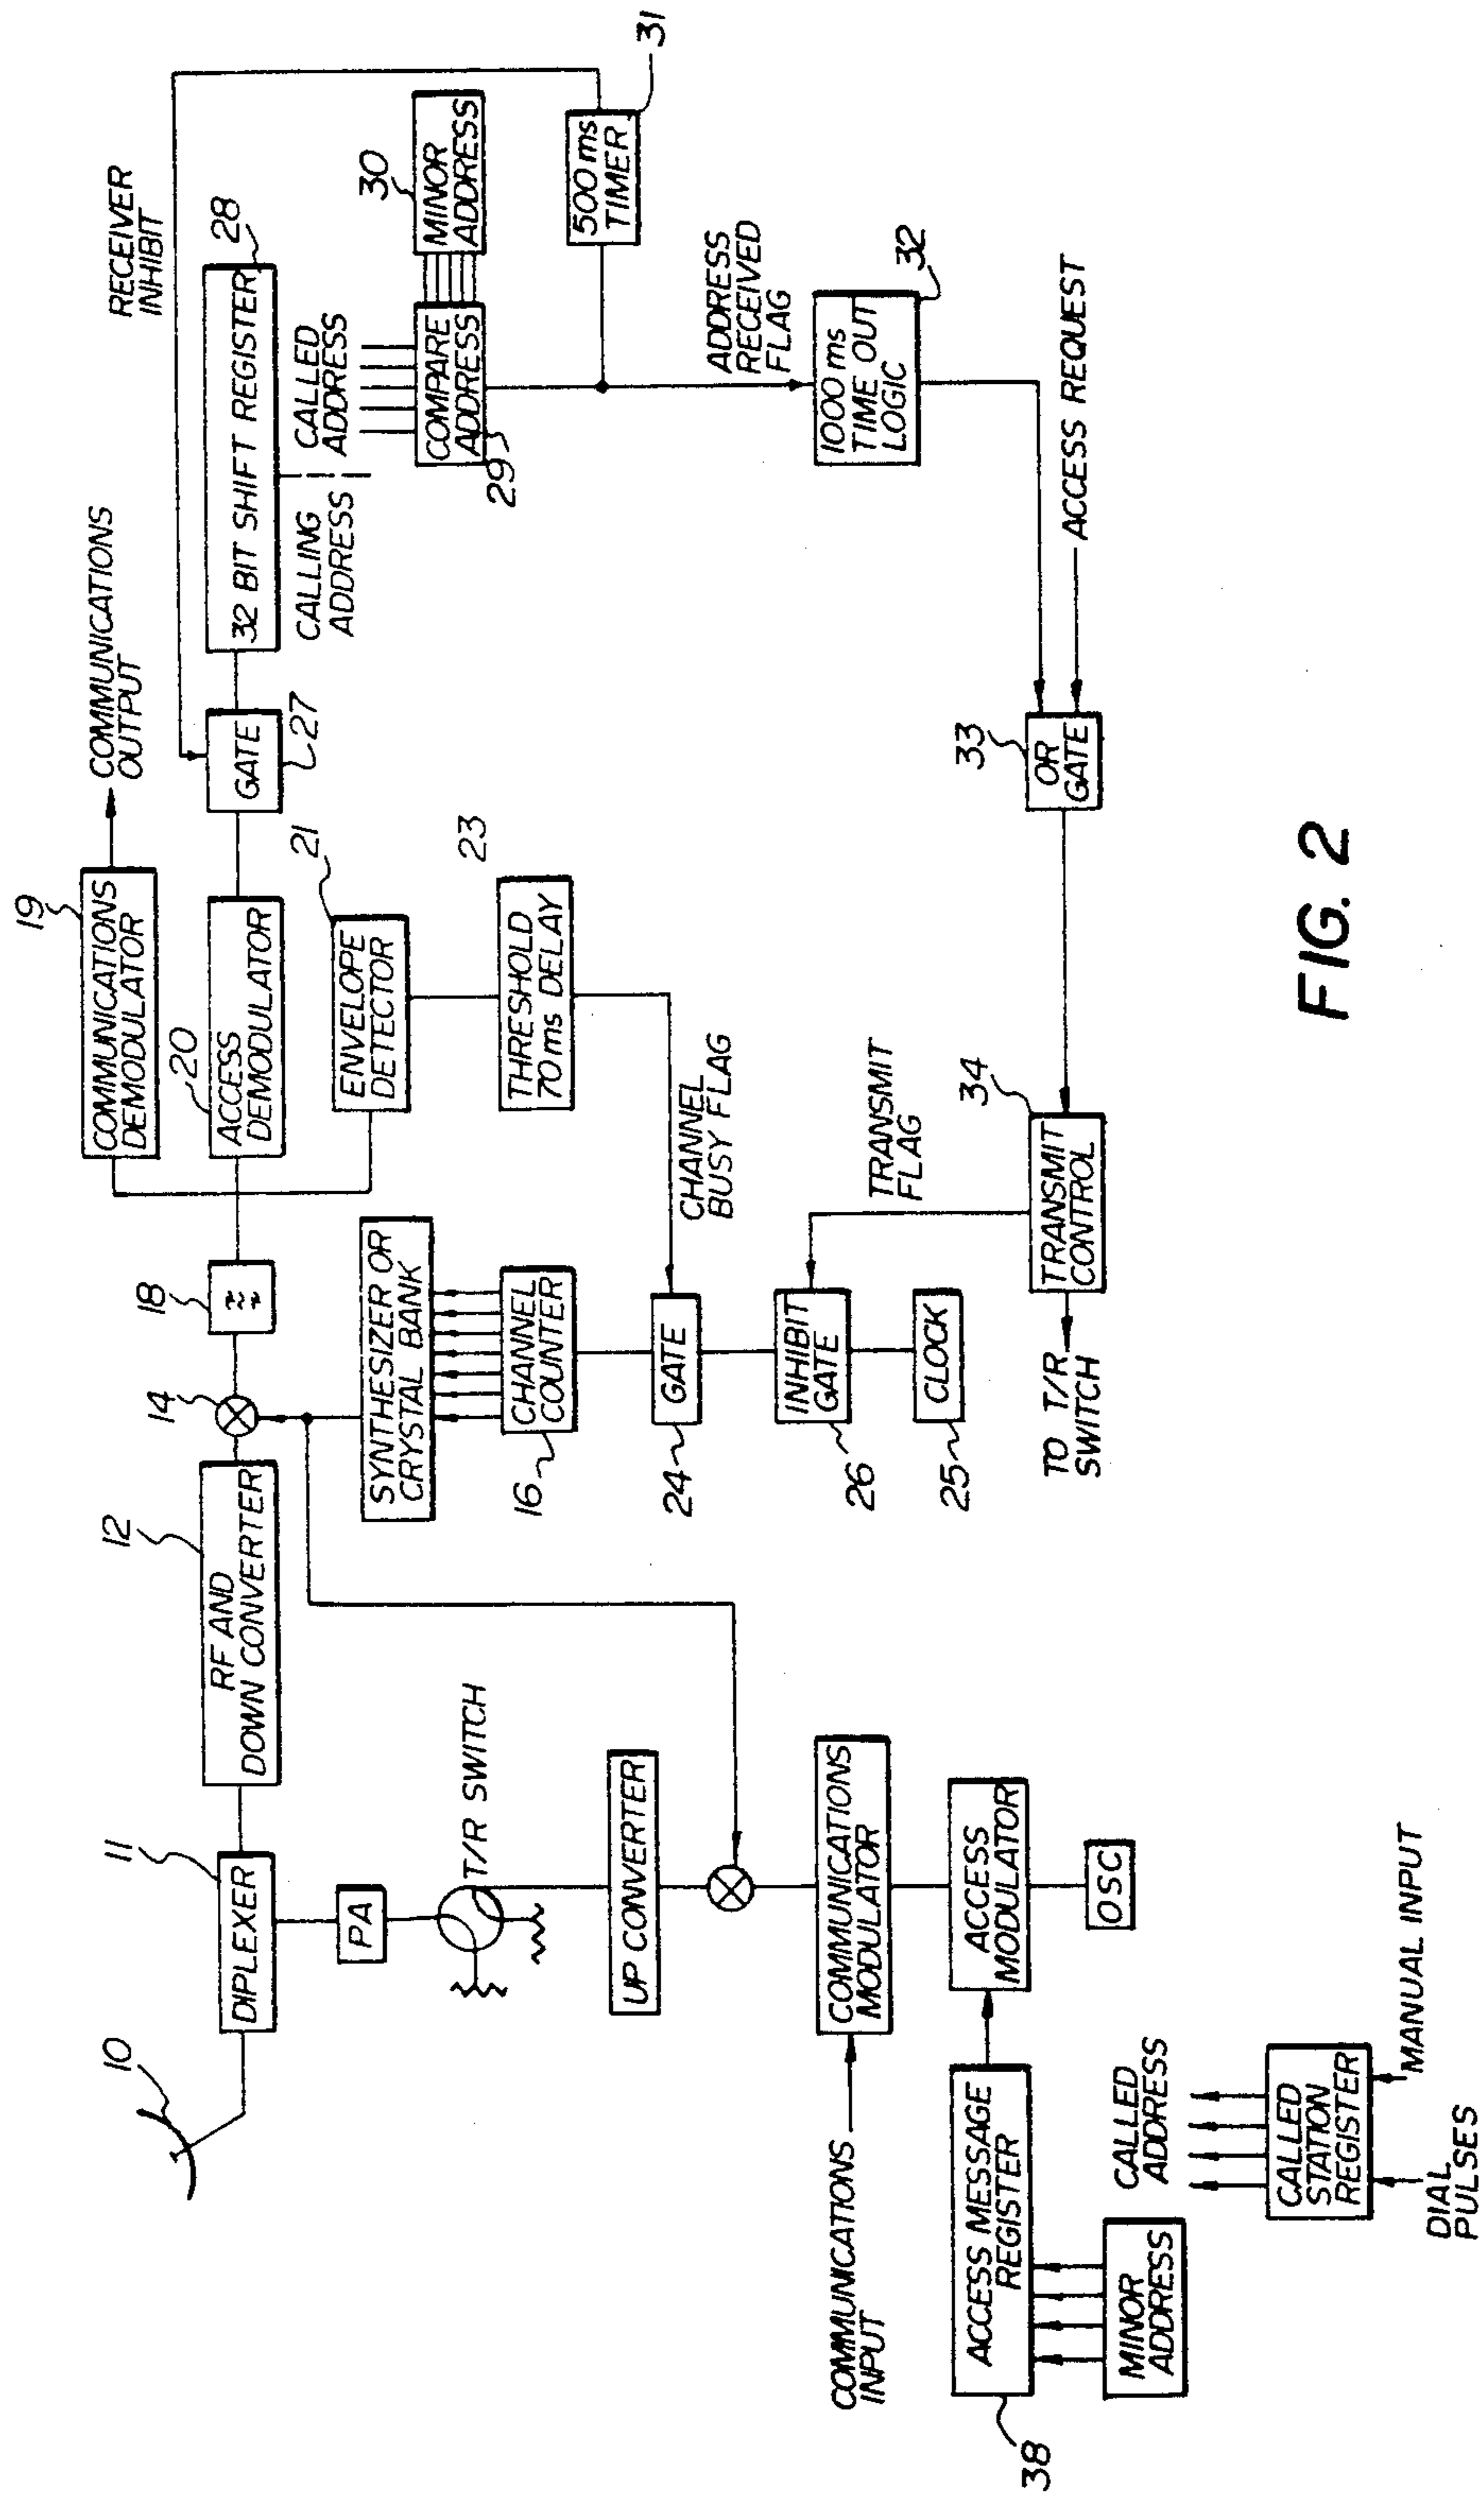 10
11
DIPLEXER
12
RF AND
DOWN CONVERTER
14
18
≈
19
COMMUNICATIONS
DEMODULATOR
COMMUNICATIONS
OUTPUT
20
ACCESS
DEMODULATOR
GATE
27
RECEIVER
INHIBIT
32 BIT SHIFT REGISTER
28
CALLING
ADDRESS
CALLED
ADDRESS
21
ENVELOPE
DETECTOR
23
THRESHOLD
70 ms DELAY
CHANNEL
BUSY FLAG
COMPARE
ADDRESS
29
30
MINOR
ADDRESS
500 ms
TIMER
31
ADDRESS
RECEIVED
FLAG
1000 ms
TIME OUT
LOGIC
32
PA
T/R SWITCH
UP CONVERTER
SYNTHESIZER OR
CRYSTAL BANK
CHANNEL
COUNTER
16
GATE
24
INHIBIT
GATE
26
CLOCK
25
TRANSMIT
FLAG
34
TRANSMIT
CONTROL
TO T/R
SWITCH
33
OR
GATE
ACCESS REQUEST
COMMUNICATIONS
INPUT
COMMUNICATIONS
MODULATOR
ACCESS
MODULATOR
OSC
ACCESS MESSAGE
REGISTER
38
MINOR
ADDRESS
CALLED
ADDRESS
CALLED
STATION
REGISTER
DIAL
PULSES
MANUAL INPUT
FIG. 2